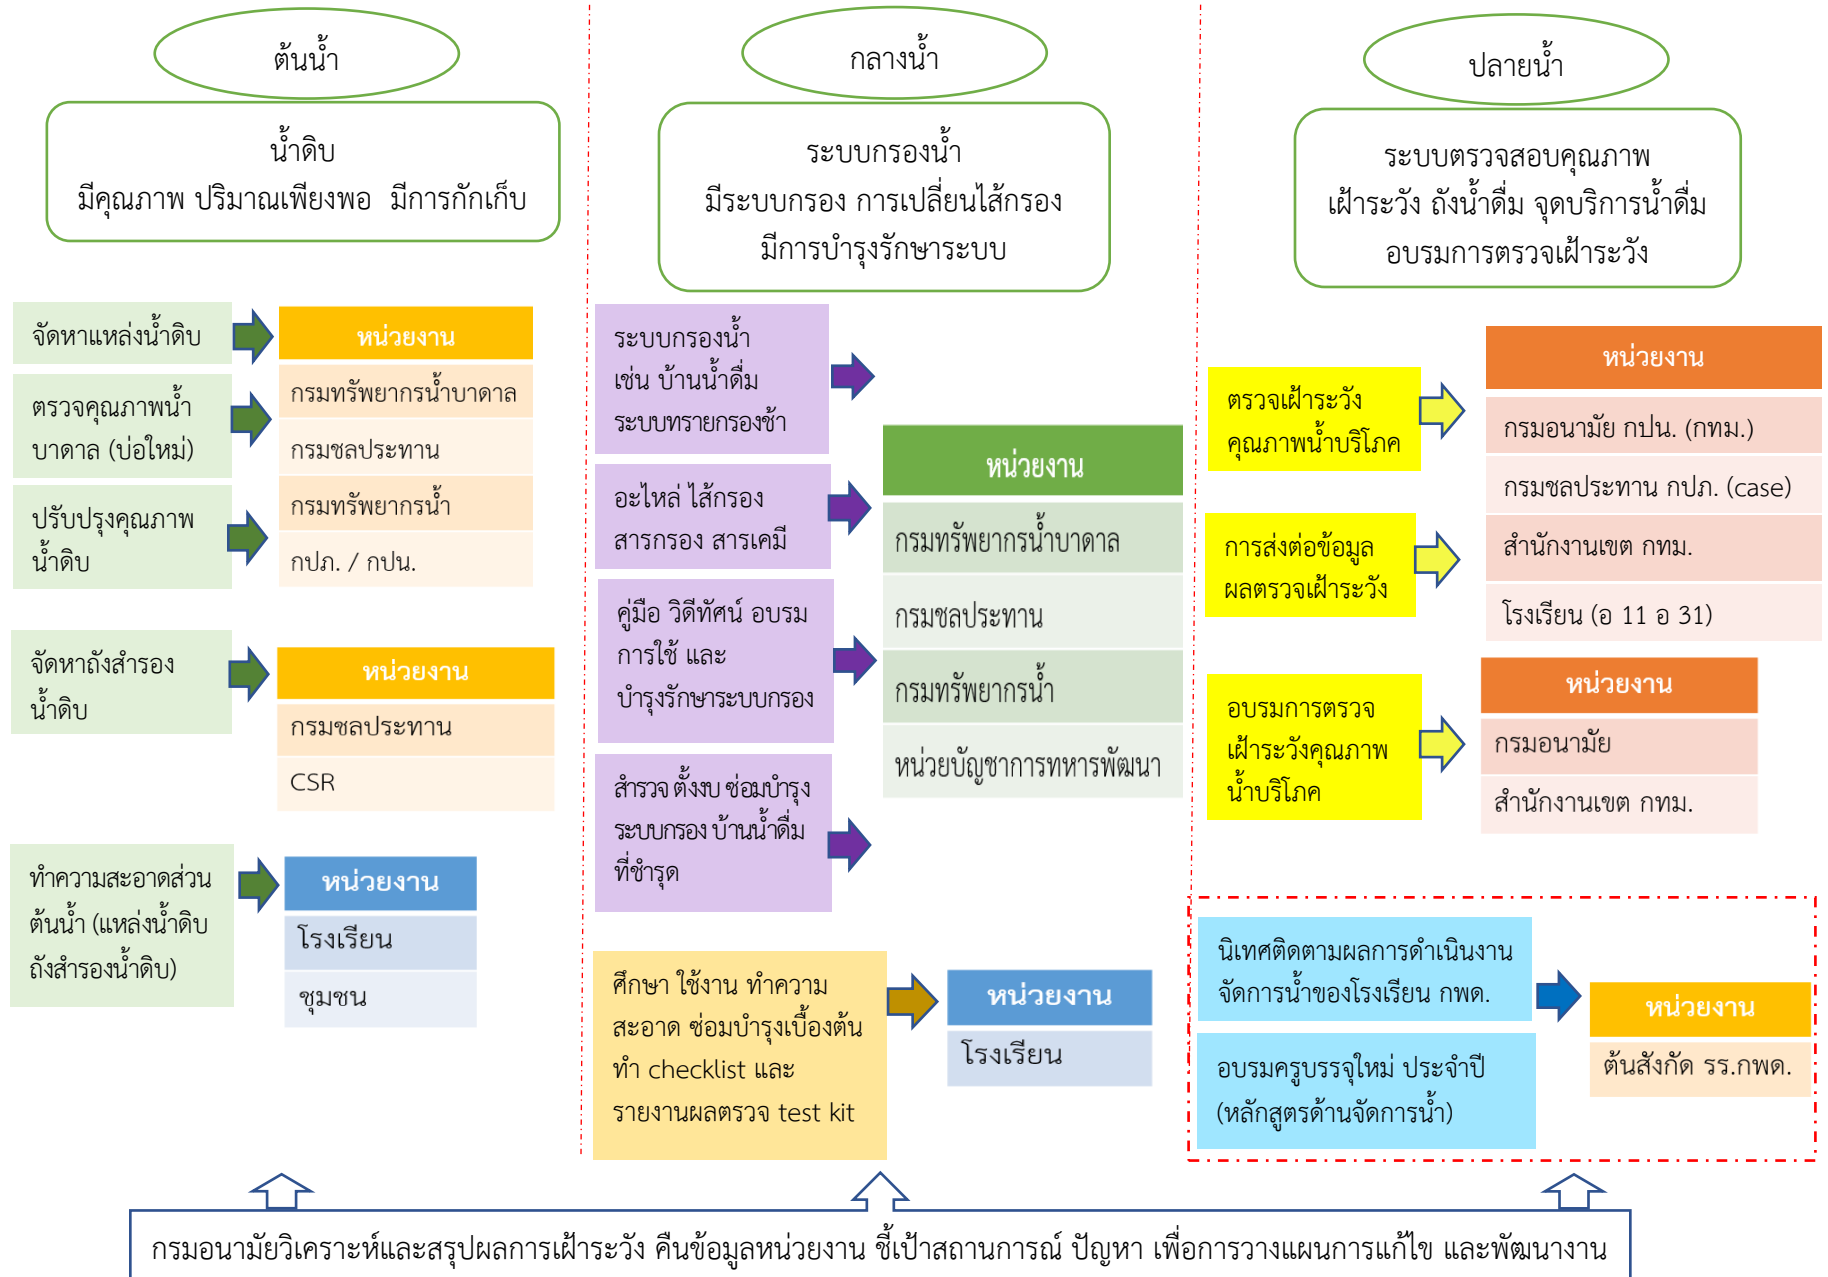 ต้นน้ำ
น้ำดิบ
มีคุณภาพ ปริมาณเพียงพอ มีการกักเก็บ
จัดหาแหล่งน้ำดิบ
ตรวจคุณภาพน้ำ
บาดาล (บ่อใหม่)
ปรับปรุงคุณภาพ
น้ำดิบ
หน่วยงาน
กรมทรัพยากรน้ำบาดาล
กรมชลประทาน
กรมทรัพยากรน้ำ
กปภ. / กปน.
จัดหาถังสำรอง
น้ำดิบ
หน่วยงาน
กรมชลประทาน
CSR
ทำความสะอาดส่วน
ต้นน้ำ (แหล่งน้ำดิบ
ถังสำรองน้ำดิบ)
หน่วยงาน
โรงเรียน
ชุมชน
กลางน้ำ
ระบบกรองน้ำ
มีระบบกรอง การเปลี่ยนไส้กรอง
มีการบำรุงรักษาระบบ
ระบบกรองน้ำ
เช่น บ้านน้ำดื่ม
ระบบทรายกรองช้า
อะไหล่ ไส้กรอง
สารกรอง สารเคมี
คู่มือ วิดีทัศน์ อบรม
การใช้ และ
บำรุงรักษาระบบกรอง
สำรวจ ตั้งงบ ซ่อมบำรุง
ระบบกรอง บ้านน้ำดื่ม
ที่ชำรุด
หน่วยงาน
กรมทรัพยากรน้ำบาดาล
กรมชลประทาน
กรมทรัพยากรน้ำ
หน่วยบัญชาการทหารพัฒนา
ศึกษา ใช้งาน ทำความ
สะอาด ซ่อมบำรุงเบื้องต้น
ทำ checklist และ
รายงานผลตรวจ test kit
หน่วยงาน
โรงเรียน
ปลายน้ำ
ระบบตรวจสอบคุณภาพ
เฝ้าระวัง ถังน้ำดื่ม จุดบริการน้ำดื่ม
อบรมการตรวจเฝ้าระวัง
ตรวจเฝ้าระวัง
คุณภาพน้ำบริโภค
การส่งต่อข้อมูล
ผลตรวจเฝ้าระวัง
หน่วยงาน
กรมอนามัย กปน. (กทม.)
กรมชลประทาน กปภ. (case)
สำนักงานเขต กทม.
โรงเรียน (อ 11 อ 31)
อบรมการตรวจ
เฝ้าระวังคุณภาพ
น้ำบริโภค
หน่วยงาน
กรมอนามัย
สำนักงานเขต กทม.
นิเทศติดตามผลการดำเนินงาน
จัดการน้ำของโรงเรียน กพด.
อบรมครูบรรจุใหม่ ประจำปี
(หลักสูตรด้านจัดการน้ำ)
หน่วยงาน
ต้นสังกัด รร.กพด.
กรมอนามัยวิเคราะห์และสรุปผลการเฝ้าระวัง คืนข้อมูลหน่วยงาน ชี้เป้าสถานการณ์ ปัญหา เพื่อการวางแผนการแก้ไข และพัฒนางาน